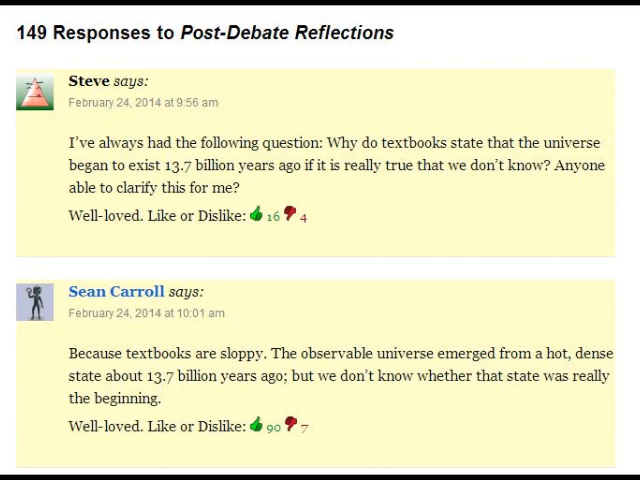 149 Responses to Post-Debate Reflections
Steve says:
February 24, 2014 at 9:56 am
I've always had the following question: Why do textbooks state that the universe
began to exist 13.7 billion years ago if it is really true that we don't know? Anyone
able to clarify this for me?
Well-loved. Like or Dislike: 16 4
Sean Carroll says:
February 24, 2014 at 10:01 am
Because textbooks are sloppy. The observable universe emerged from a hot, dense
state about 13.7 billion years ago; but we don't know whether that state was really
the beginning.
Well-loved. Like or Dislike: 90 7